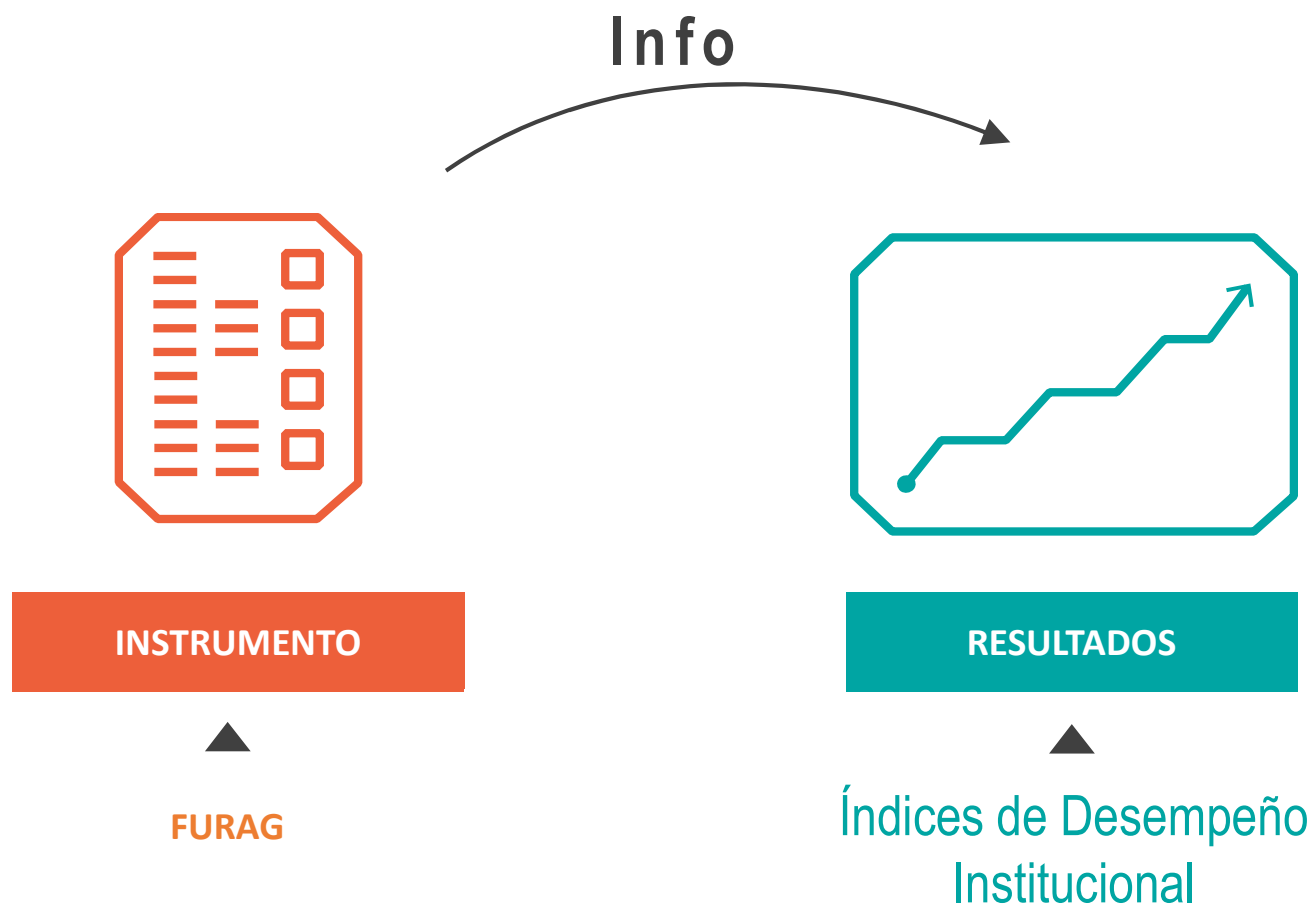 Info
INSTRUMENTO
RESULTADOS
FURAG
Índices de Desempeño
Institucional